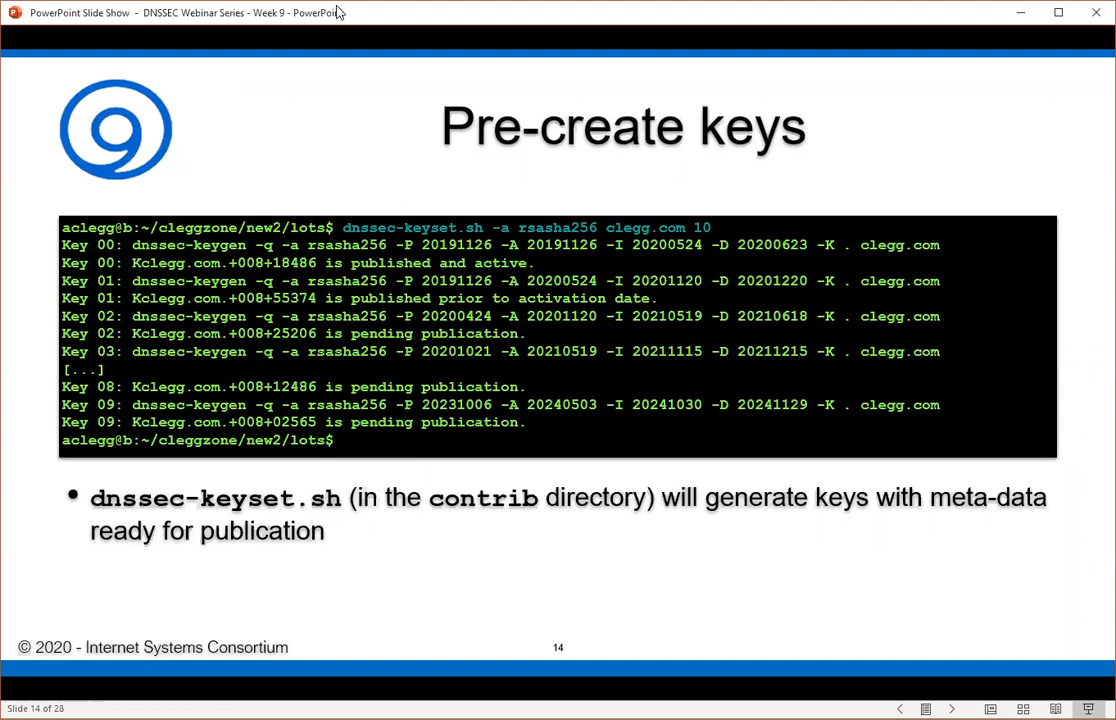 PowerPoint Slide Show - DNSSEC Webinar Series - Week 9 - PowerPoint
9
Pre-create keys
aclegg@b:~/cleggzone/new2/lots$ dnssec-keyset.sh -a rsasha256 clegg.com 10
Key 00: dnssec-keygen -q -a rsasha256 -P 20191126 -A 20191126 -I 20200524 -D 20200623 -K . clegg.com
Key 00: Kclegg.com.+008+18486 is published and active.
Key 01: dnssec-keygen -q -a rsasha256 -P 20191126 -A 20200524 -I 20201120 -D 20201220 -K . clegg.com
Key 01: Kclegg.com.+008+55374 is published prior to activation date.
Key 02: dnssec-keygen -q -a rsasha256 -P 20200424 -A 20201120 -I 20210519 -D 20210618 -K . clegg.com
Key 02: Kclegg.com.+008+25206 is pending publication.
Key 03: dnssec-keygen -q -a rsasha256 -P 20201021 -A 20210519 -I 20211115 -D 20211215 -K . clegg.com
[...]
Key 08: Kclegg.com.+008+12486 is pending publication.
Key 09: dnssec-keygen -q -a rsasha256 -P 20231006 -A 20240503 -I 20241030 -D 20241129 -K . clegg.com
Key 09: Kclegg.com.+008+02565 is pending publication.
aclegg@b:~/cleggzone/new2/lots$
• dnssec-keyset.sh (in the contrib directory) will generate keys with meta-data
ready for publication
© 2020 - Internet Systems Consortium
14
Slide 14 of 28